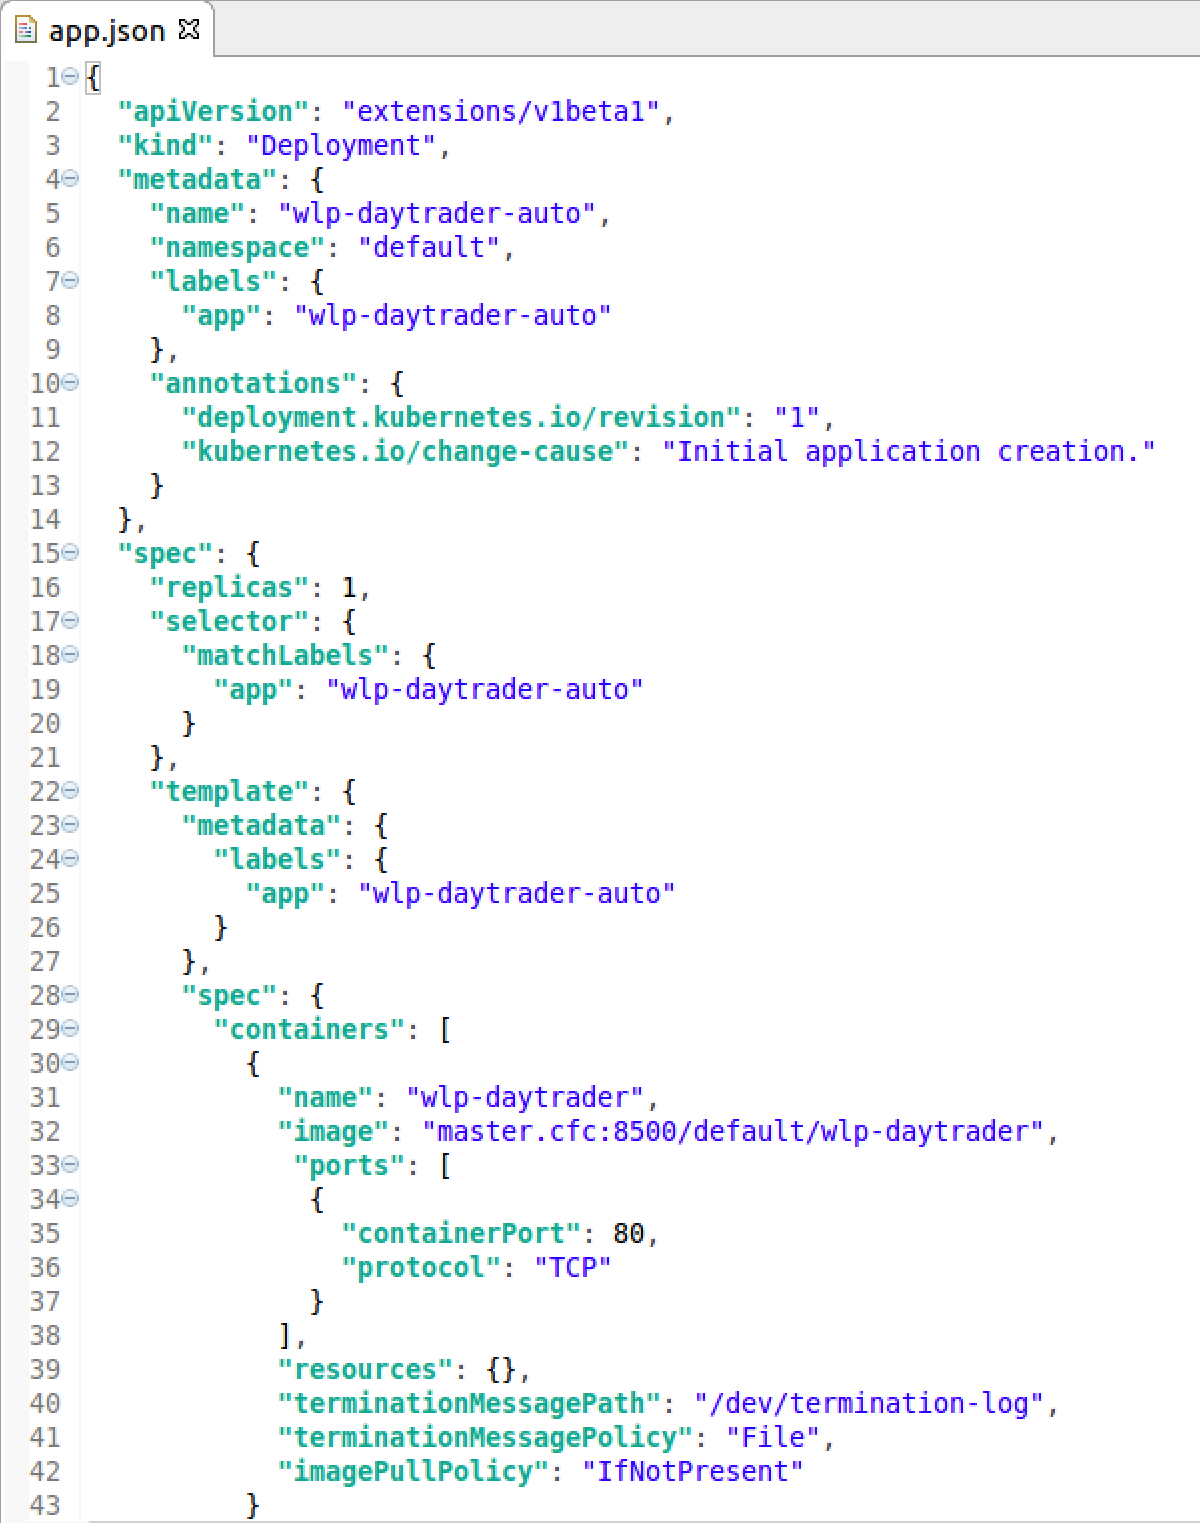 app.json
1 {
2   "apiVersion": "extensions/v1beta1",
3   "kind": "Deployment",
4   "metadata": {
5     "name": "wlp-daytrader-auto",
6     "namespace": "default",
7     "labels": {
8       "app": "wlp-daytrader-auto"
9     },
10     "annotations": {
11       "deployment.kubernetes.io/revision": "1",
12       "kubernetes.io/change-cause": "Initial application creation."
13     }
14   },
15   "spec": {
16     "replicas": 1,
17     "selector": {
18       "matchLabels": {
19         "app": "wlp-daytrader-auto"
20       }
21     },
22     "template": {
23       "metadata": {
24         "labels": {
25           "app": "wlp-daytrader-auto"
26         }
27       },
28       "spec": {
29         "containers": [
30           {
31             "name": "wlp-daytrader",
32             "image": "master.cfc:8500/default/wlp-daytrader",
33              "ports": [
34               {
35                 "containerPort": 80,
36                 "protocol": "TCP"
37               }
38             ],
39             "resources": {},
40             "terminationMessagePath": "/dev/termination-log",
41             "terminationMessagePolicy": "File",
42             "imagePullPolicy": "IfNotPresent"
43           }